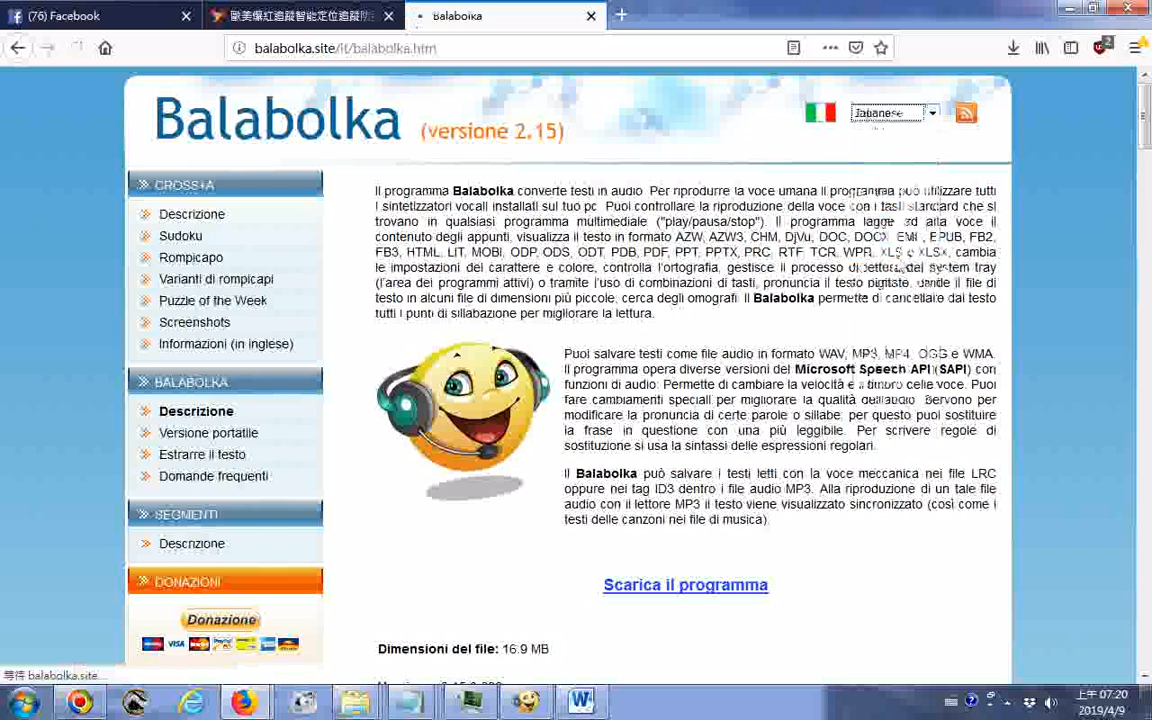 (76) Facebook
歐美爆紅追蹤智能定位追蹤防
Balabolka
balabolka.site/it/balabolka.htm
2
Balabolka (versione 2.15)
Japanese
CROSS+A
Descrizione
Sudoku
Rompicapo
Varianti di rompicapi
Puzzle of the Week
Screenshots
Informazioni (in inglese)
BALABOLKA
Descrizione
Versione portatile
Estrarre il testo
Domande frequenti
SEGMENTI
Descrizione
DONAZIONI
Donazione
VISA
Il programma Balabolka converte testi in audio. Per riprodurre la voce umana il programma può utilizzare tutti
i sintetizzatori vocali installati sul tuo pc. Puoi controllare la riproduzione della voce con i tasti standard che si
trovano in qualsiasi programma multimediale ("play/pause/stop"). Il programma legge ad alta voce il
contenuto degli appunti, visualizza il testo in formato AZW, AZW3, CHM, DjVu, DOC, DOCX, EML, EPUB, FB2,
FB3, HTML, LIT, MOBI, ODP, ODS, ODT, PDB, PDF, PPT, PPTX, PRC, RTF, TCR, WPR, XLS e XLSX, cambia
le impostazioni del carattere e colore, controlla l'ortografia, gestisce il processo di lettura dal system tray
(l'area dei programmi attivi) o tramite l'uso di combinazioni di tasti, pronuncia il testo digitato, divide il file di
testo in alcuni file di dimensioni più piccole, cerca degli omografi. Il Balabolka permette di cancellare dal testo
tutti i punti di sillabazione per migliorare la lettura.
Puoi salvare testi come file audio in formato WAV, MP3, MP4, OGG e WMA.
Il programma opera diverse versioni del Microsoft Speech API (SAPI) con
funzioni di audio. Permette di cambiare la velocità e il timbro delle voce. Puoi
fare cambiamenti speciali per migliorare la qualità dell'audio. Servono per
modificare la pronuncia di certe parole o sillabe: per questo puoi sostituire
la frase in questione con una più leggibile. Per scrivere regole di
sostituzione si usa la sintassi delle espressioni regolari.
Il Balabolka può salvare i testi letti con la voce meccanica nei file LRC
oppure nei tag ID3 dentro i file audio MP3. Alla riproduzione di un tale file
audio con il lettore MP3 il testo viene visualizzato sincronizzato (così come i
testi delle canzoni nei file di musica).
Scarica il programma
Dimensioni del file: 16.9 MB
等待 balabolka.site...
上午 07:20
2019/4/9